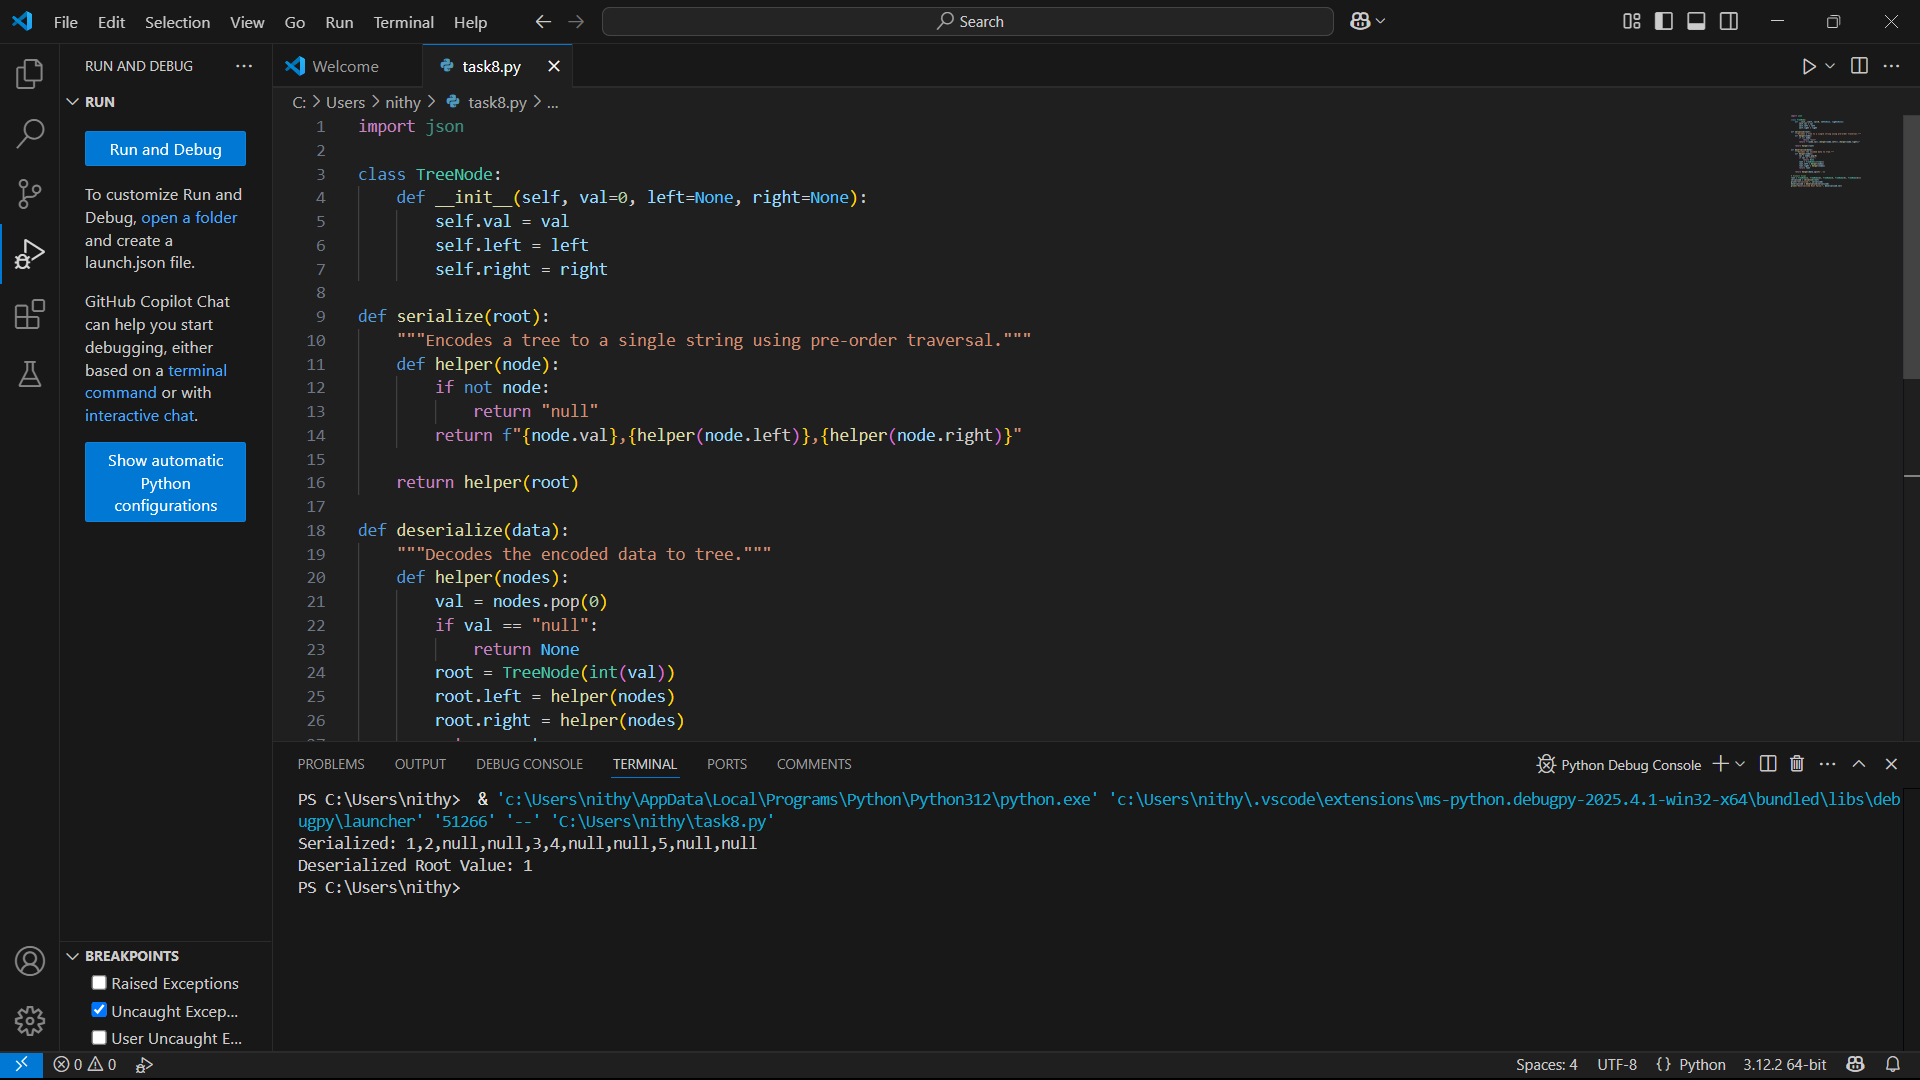 File Edit Selection View Go Run Terminal Help
Search
RUN AND DEBUG
RUN
Run and Debug
To customize Run and
Debug, open a folder
and create a
launch.json file.
GitHub Copilot Chat
can help you start
debugging, either
based on a terminal
command or with
interactive chat.
Show automatic
Python
configurations
BREAKPOINTS
Raised Exceptions
Uncaught Excep...
User Uncaught E...
Welcome task8.py
C: > Users > nithy > task8.py > ...
1 import json
2
3 class TreeNode:
4     def __init__(self, val=0, left=None, right=None):
5         self.val = val
6         self.left = left
7         self.right = right
8
9 def serialize(root):
10     """Encodes a tree to a single string using pre-order traversal."""
11     def helper(node):
12         if not node:
13             return "null"
14         return f"{node.val},{helper(node.left)},{helper(node.right)}"
15
16     return helper(root)
17
18 def deserialize(data):
19     """Decodes the encoded data to tree."""
20     def helper(nodes):
21         val = nodes.pop(0)
22         if val == "null":
23             return None
24         root = TreeNode(int(val))
25         root.left = helper(nodes)
26         root.right = helper(nodes)
PROBLEMS OUTPUT DEBUG CONSOLE TERMINAL PORTS COMMENTS
Python Debug Console
PS C:\Users\nithy>  & 'c:\Users\nithy\AppData\Local\Programs\Python\Python312\python.exe' 'c:\Users\nithy\.vscode\extensions\ms-python.debugpy-2025.4.1-win32-x64\bundled\libs\deb
ugpy\launcher' '51266' '--' 'C:\Users\nithy\task8.py'
Serialized: 1,2,null,null,3,4,null,null,5,null,null
Deserialized Root Value: 1
PS C:\Users\nithy>
0 0
Spaces: 4 UTF-8 {} Python 3.12.2 64-bit